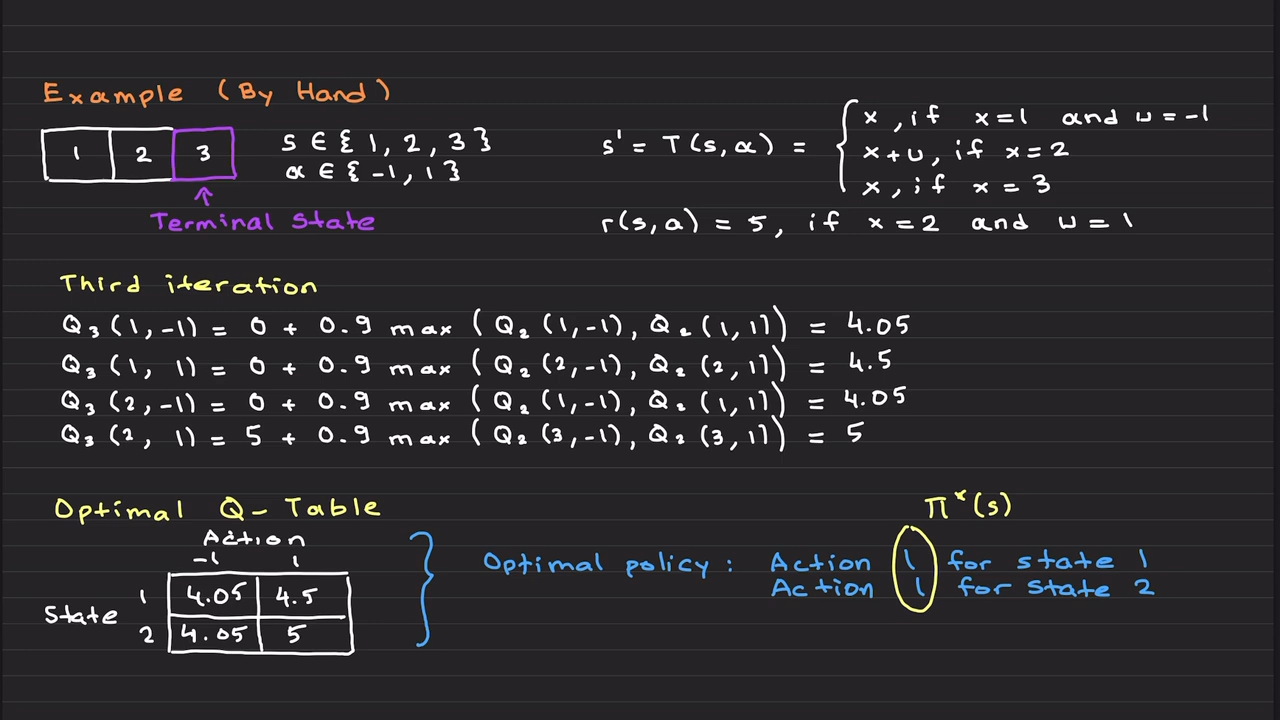 Example (By Hand)
1 2 3
s ∈ { 1, 2, 3 }
α ∈ { -1, 1 }
Terminal State
s' = T(s, α) =
x , if x = 1 and u = -1
x + u, if x = 2
x , if x = 3
r(s, a) = 5, if x = 2 and u = 1
Third iteration
Q₃ (1, -1) = 0 + 0.9 max ( Q₂ (1, -1), Q₂ (1, 1)) = 4.05
Q₃ (1, 1) = 0 + 0.9 max ( Q₂ (2, -1), Q₂ (2, 1)) = 4.5
Q₃ (2, -1) = 0 + 0.9 max ( Q₂ (1, -1), Q₂ (1, 1)) = 4.05
Q₃ (2, 1) = 5 + 0.9 max ( Q₂ (3, -1), Q₂ (3, 1)) = 5
Optimal Q-Table
Action
-1 1
State
1 4.05 4.5
2 4.05 5
π*(s)
Optimal policy : Action 1 for state 1
Action 1 for state 2